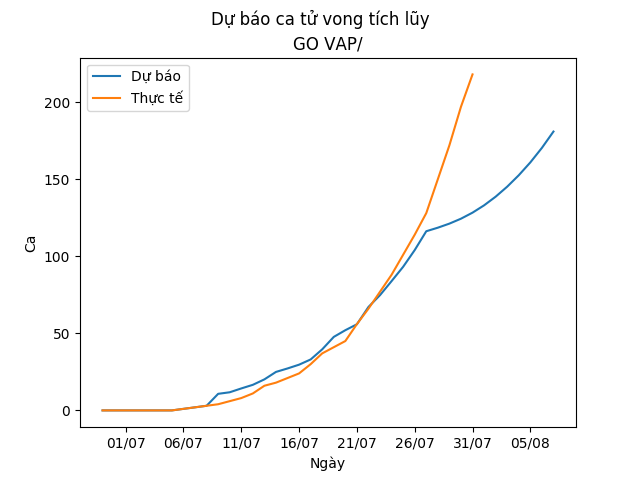 Dự báo ca tử vong tích lũy
GO VAP/
Dự báo
Thực tế
200
150
100
50
0
Ca
01/07 06/07 11/07 16/07 21/07 26/07 31/07 05/08
Ngày